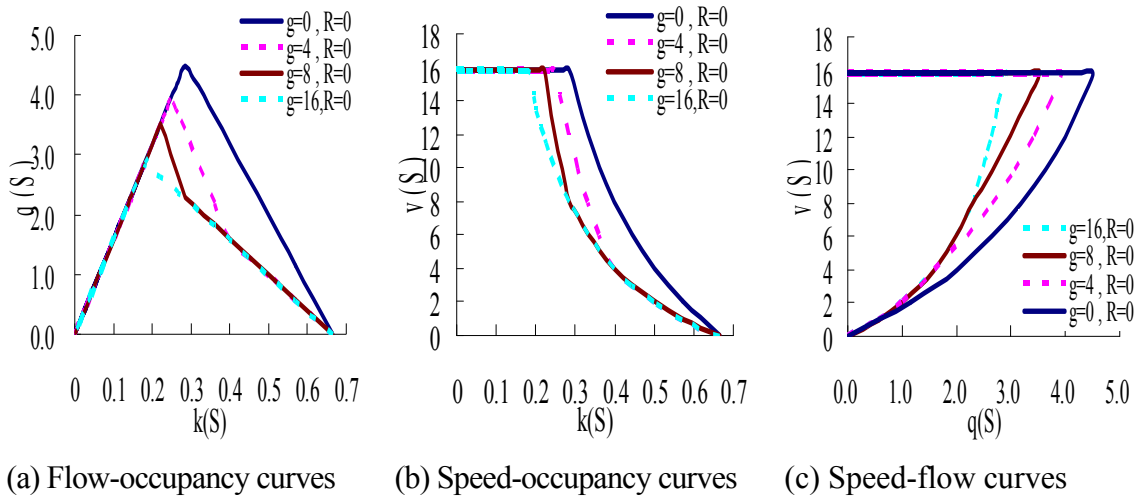 g=0 , R=0
g=4 , R=0
g=8 , R=0
g=16,R=0
5.0
4.0
3.0
2.0
1.0
0.0
q(S)
0 0.1 0.2 0.3 0.4 0.5 0.6 0.7
k(S)
(a) Flow-occupancy curves
g=0 , R=0
g=4 , R=0
g=8 , R=0
g=16,R=0
18
16
14
12
10
8
6
4
2
0
v(S)
0 0.1 0.2 0.3 0.4 0.5 0.6 0.7
k(S)
(b) Speed-occupancy curves
18
16
14
12
10
8
6
4
2
0
v(S)
g=16,R=0
g=8 , R=0
g=4 , R=0
g=0 , R=0
0.0 1.0 2.0 3.0 4.0 5.0
q(S)
(c) Speed-flow curves